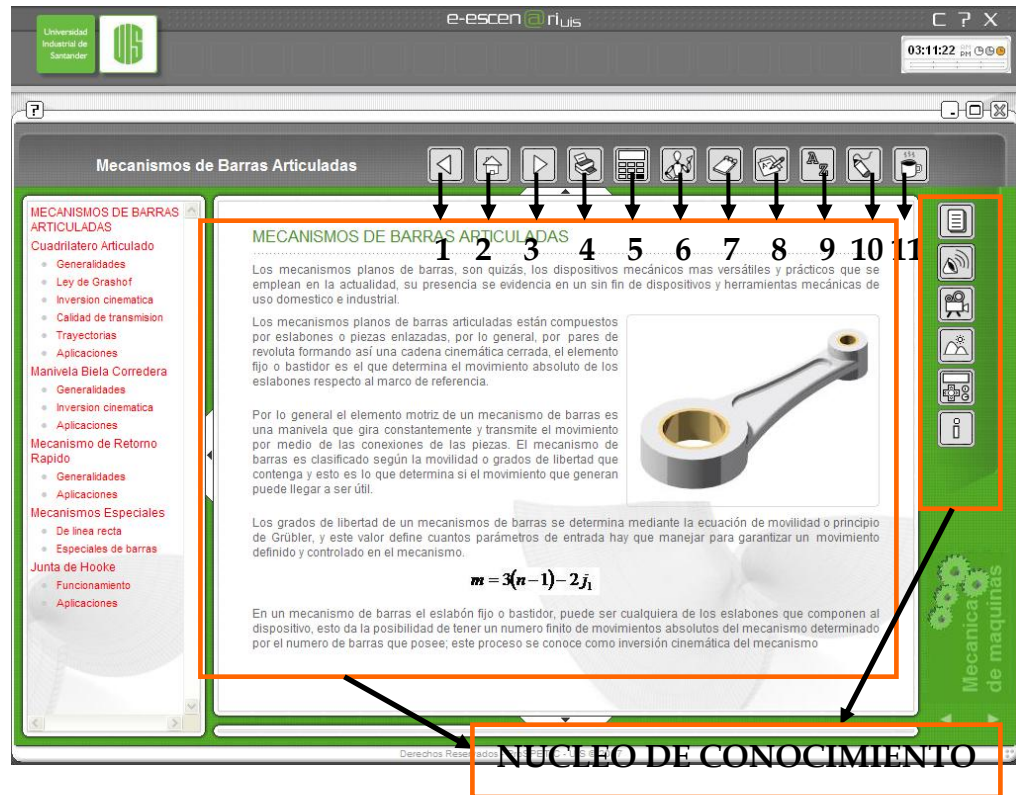 e-escen@riuis
C ? X
Universidad
Industrial de
Santander
03:11:22 PM
?
Mecanismos de Barras Articuladas
A
Z
1 2 3 4 5 6 7 8 9 10 11
MECANISMOS DE BARRAS
ARTICULADAS
Cuadrilatero Articulado
Generalidades
Ley de Grashof
Inversion cinematica
Calidad de transmision
Trayectorias
Aplicaciones
Manivela Biela Corredera
Generalidades
Inversion cinematica
Aplicaciones
Mecanismo de Retorno
Rapido
Generalidades
Aplicaciones
Mecanismos Especiales
De linea recta
Especiales de barras
Junta de Hooke
Funcionamiento
Aplicaciones
MECANISMOS DE BARRAS ARTICULADAS
Los mecanismos planos de barras, son quizás, los dispositivos mecánicos mas versátiles y prácticos que se
emplean en la actualidad, su presencia se evidencia en un sin fin de dispositivos y herramientas mecánicas de
uso domestico e industrial.
Los mecanismos planos de barras articuladas están compuestos
por eslabones o piezas enlazadas, por lo general, por pares de
revoluta formando así una cadena cinemática cerrada, el elemento
fijo o bastidor es el que determina el movimiento absoluto de los
eslabones respecto al marco de referencia.
Por lo general el elemento motriz de un mecanismo de barras es
una manivela que gira constantemente y transmite el movimiento
por medio de las conexiones de las piezas. El mecanismo de
barras es clasificado según la movilidad o grados de libertad que
contenga y esto es lo que determina si el movimiento que generan
puede llegar a ser útil.
Los grados de libertad de un mecanismos de barras se determina mediante la ecuación de movilidad o principio
de Grübler, y este valor define cuantos parámetros de entrada hay que manejar para garantizar un movimiento
definido y controlado en el mecanismo.
m = 3(n−1)−2j₁
En un mecanismo de barras el eslabón fijo o bastidor, puede ser cualquiera de los eslabones que componen al
dispositivo, esto da la posibilidad de tener un numero finito de movimientos absolutos del mecanismo determinado
por el numero de barras que posee; este proceso se conoce como inversión cinemática del mecanismo
Mecanica
de maquinas
Derechos Reservados
NUCLEO DE CONOCIMIENTO